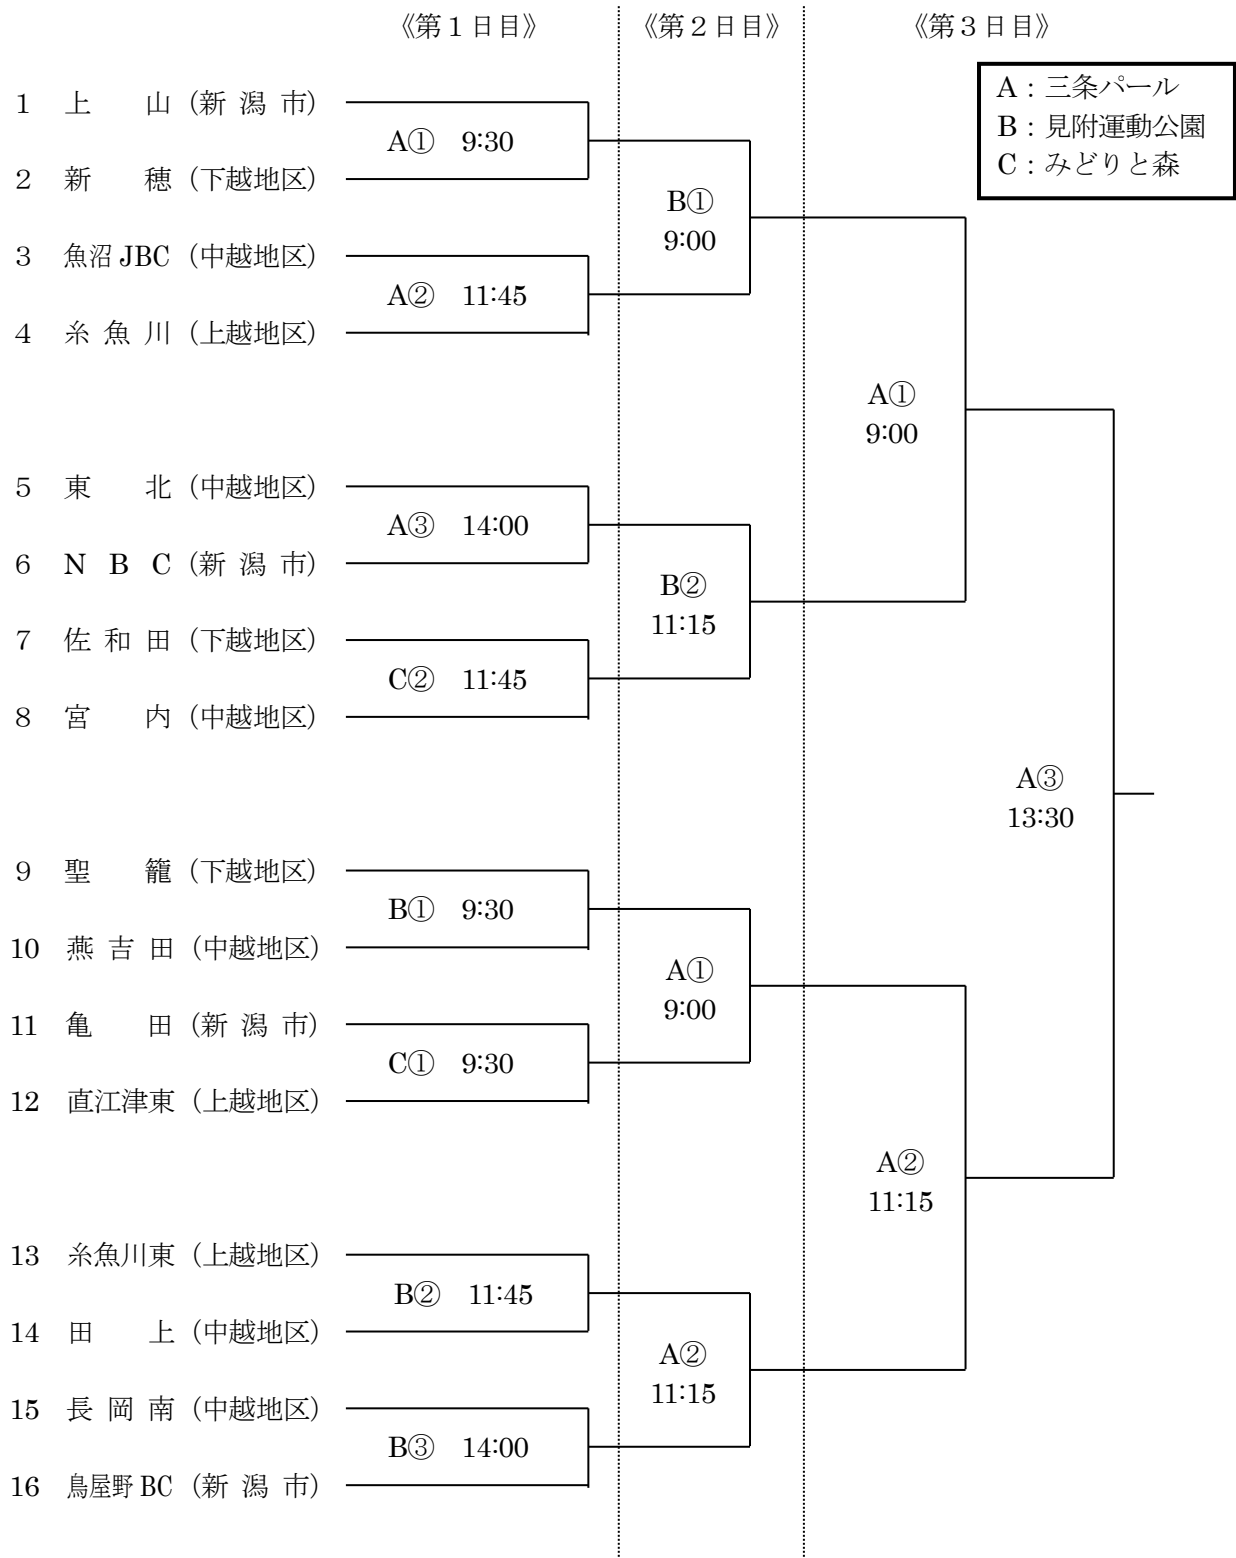 《第１日目》 《第２日目》 《第３日目》
A：三条パール
B：見附運動公園
C：みどりと森
1 上 山（新 潟 市）
A① 9:30
2 新 穂（下越地区）
B①
9:00
3 魚沼 JBC（中越地区）
A② 11:45
4 糸 魚 川（上越地区）
A①
9:00
5 東 北（中越地区）
A③ 14:00
6 N B C（新 潟 市）
B②
11:15
7 佐 和 田（下越地区）
C② 11:45
8 宮 内（中越地区）
A③
13:30
9 聖 籠（下越地区）
B① 9:30
10 燕 吉 田（中越地区）
A①
9:00
11 亀 田（新 潟 市）
C① 9:30
12 直江津東（上越地区）
A②
11:15
13 糸魚川東（上越地区）
B② 11:45
14 田 上（中越地区）
A②
11:15
15 長 岡 南（中越地区）
B③ 14:00
16 鳥屋野 BC（新 潟 市）